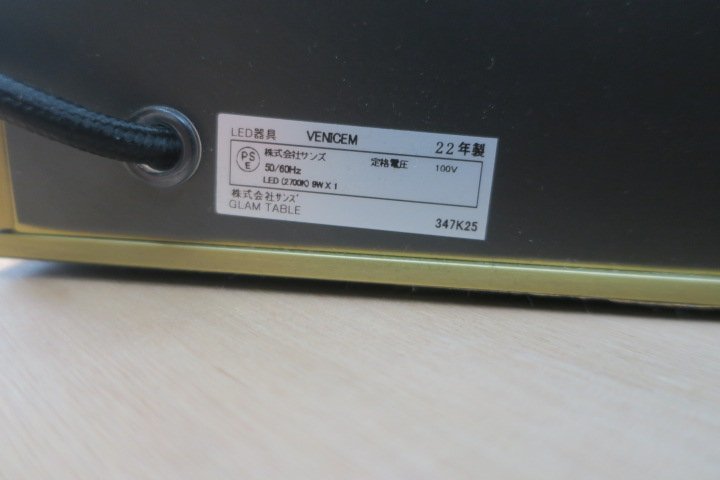 LED器具 VENICEM 22年製
PS E 株式会社サンズ 定格電圧 100V
50/60Hz
LED (2700K) 9W X 1
株式会社サンズ
GLAM TABLE 347K25